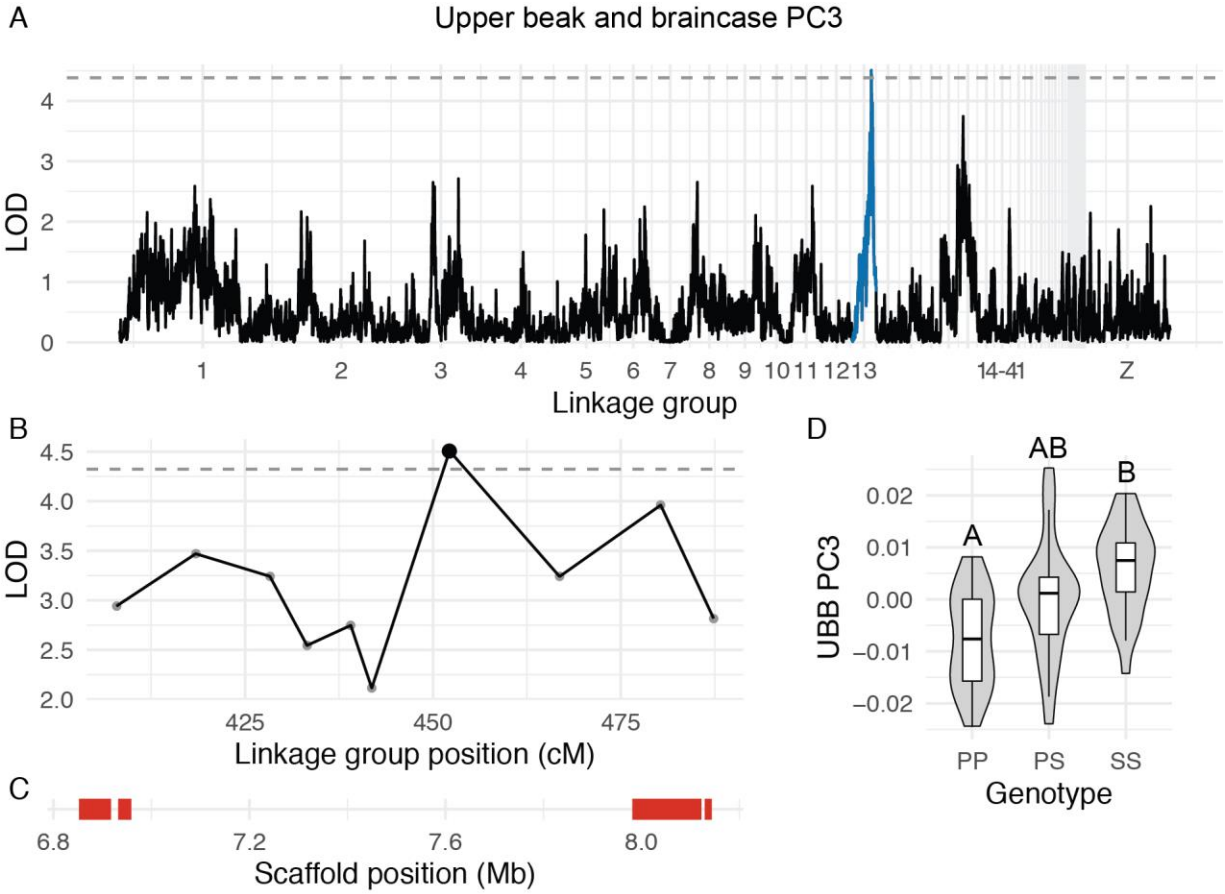 A
Upper beak and braincase PC3
4
3
2
1
0
LOD
1 2 3 4 5 6 7 8 9 10 11 12 13 14-41 Z
Linkage group
B
4.5
4.0
3.5
3.0
2.5
2.0
LOD
425 450 475
Linkage group position (cM)
C
6.8 7.2 7.6 8.0
Scaffold position (Mb)
D
AB
B
A
0.02
0.01
0.00
−0.01
−0.02
UBB PC3
PP PS SS
Genotype